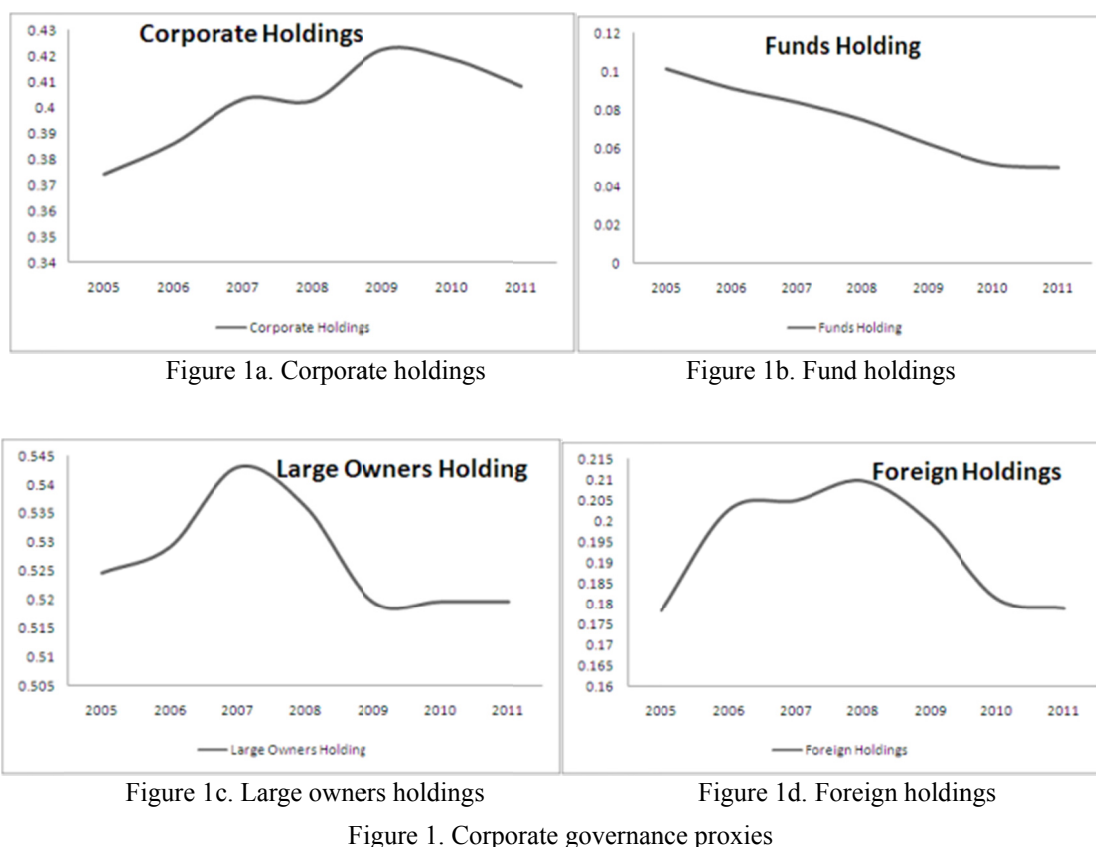 Corporate Holdings
0.43
0.42
0.41
0.4
0.39
0.38
0.37
0.36
0.35
0.34
2005 2006 2007 2008 2009 2010 2011
Corporate Holdings
Funds Holding
0.12
0.1
0.08
0.06
0.04
0.02
0
2005 2006 2007 2008 2009 2010 2011
Funds Holding
Figure 1a. Corporate holdings
Figure 1b. Fund holdings
Large Owners Holding
0.545
0.54
0.535
0.53
0.525
0.52
0.515
0.51
0.505
2005 2006 2007 2008 2009 2010 2011
Large Owners Holding
Foreign Holdings
0.215
0.21
0.205
0.2
0.195
0.19
0.185
0.18
0.175
0.17
0.165
0.16
2005 2006 2007 2008 2009 2010 2011
Foreign Holdings
Figure 1c. Large owners holdings
Figure 1d. Foreign holdings
Figure 1. Corporate governance proxies